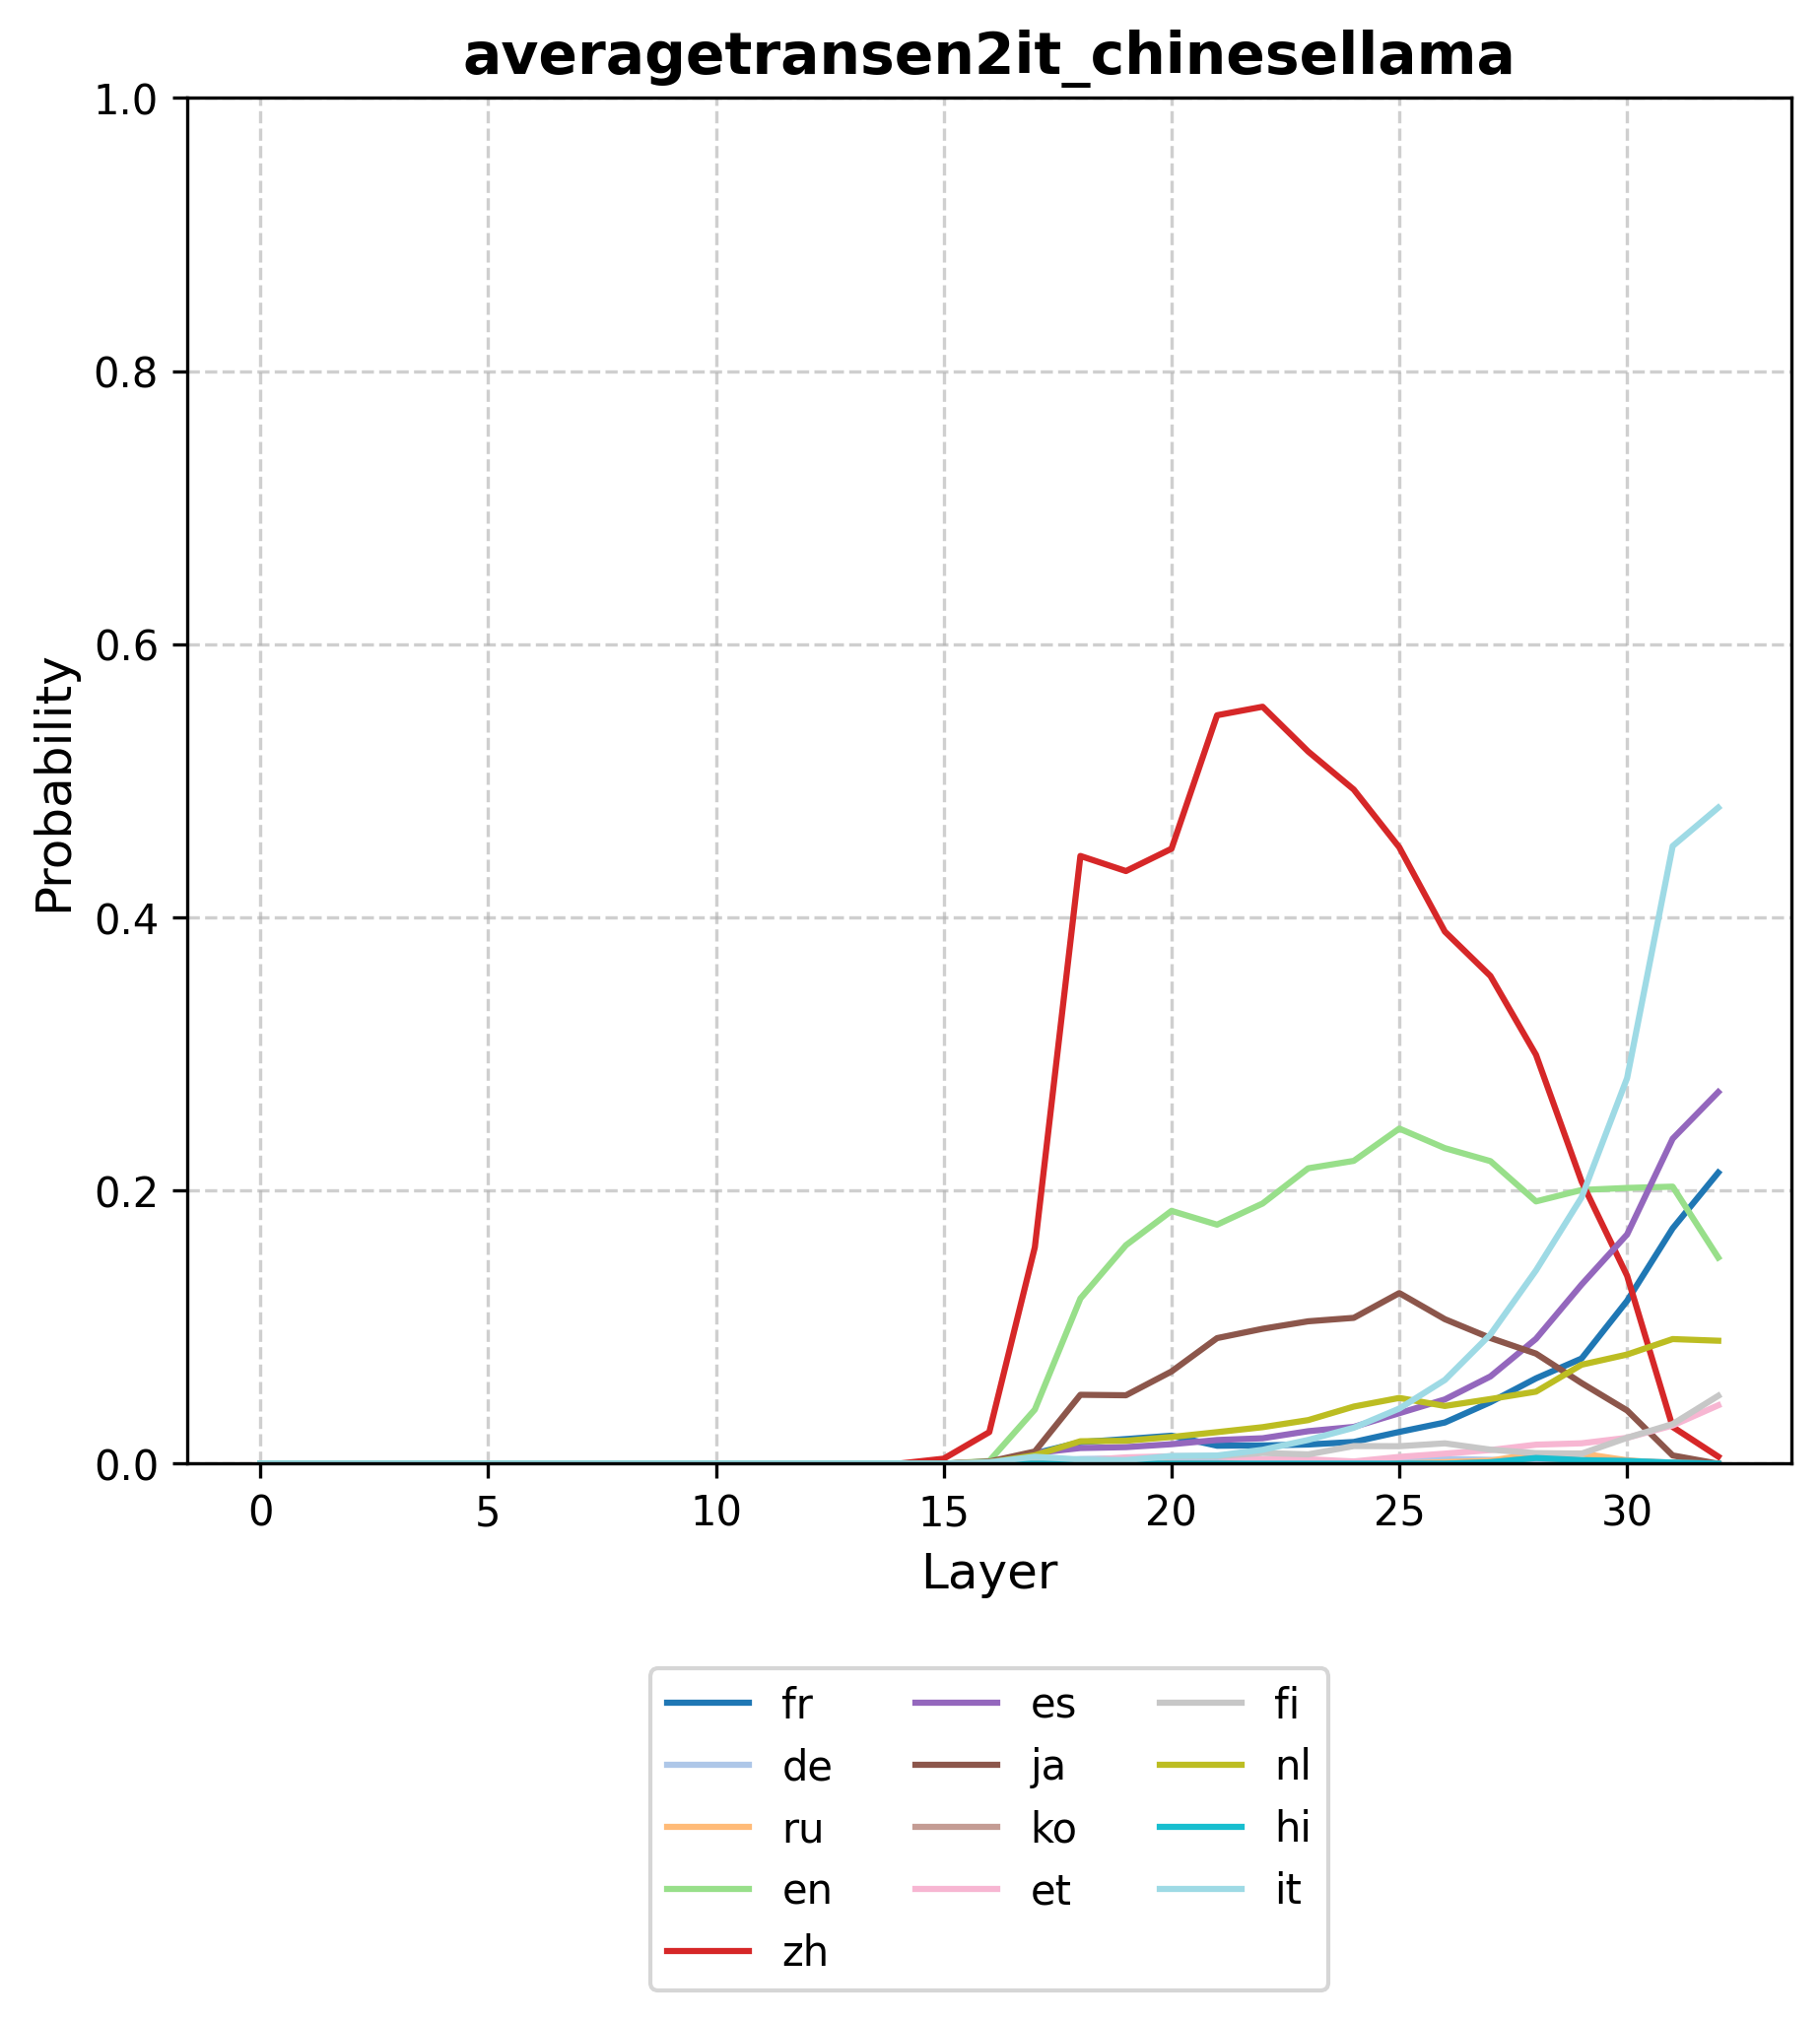 averagetransen2it_chinesellama
1.0
0.8
0.6
0.4
0.2
0.0
Probability
0 5 10 15 20 25 30
Layer
fr es fi
de ja nl
ru ko hi
en et it
zh